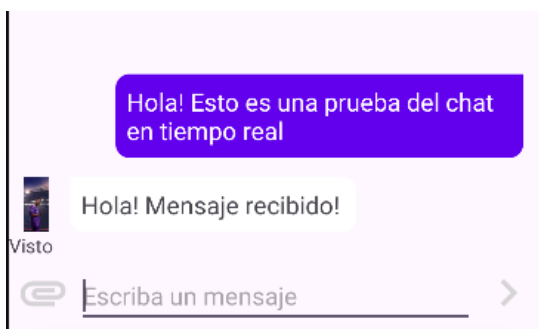 Hola! Esto es una prueba del chat
en tiempo real
Hola! Mensaje recibido!
Visto
Escriba un mensaje